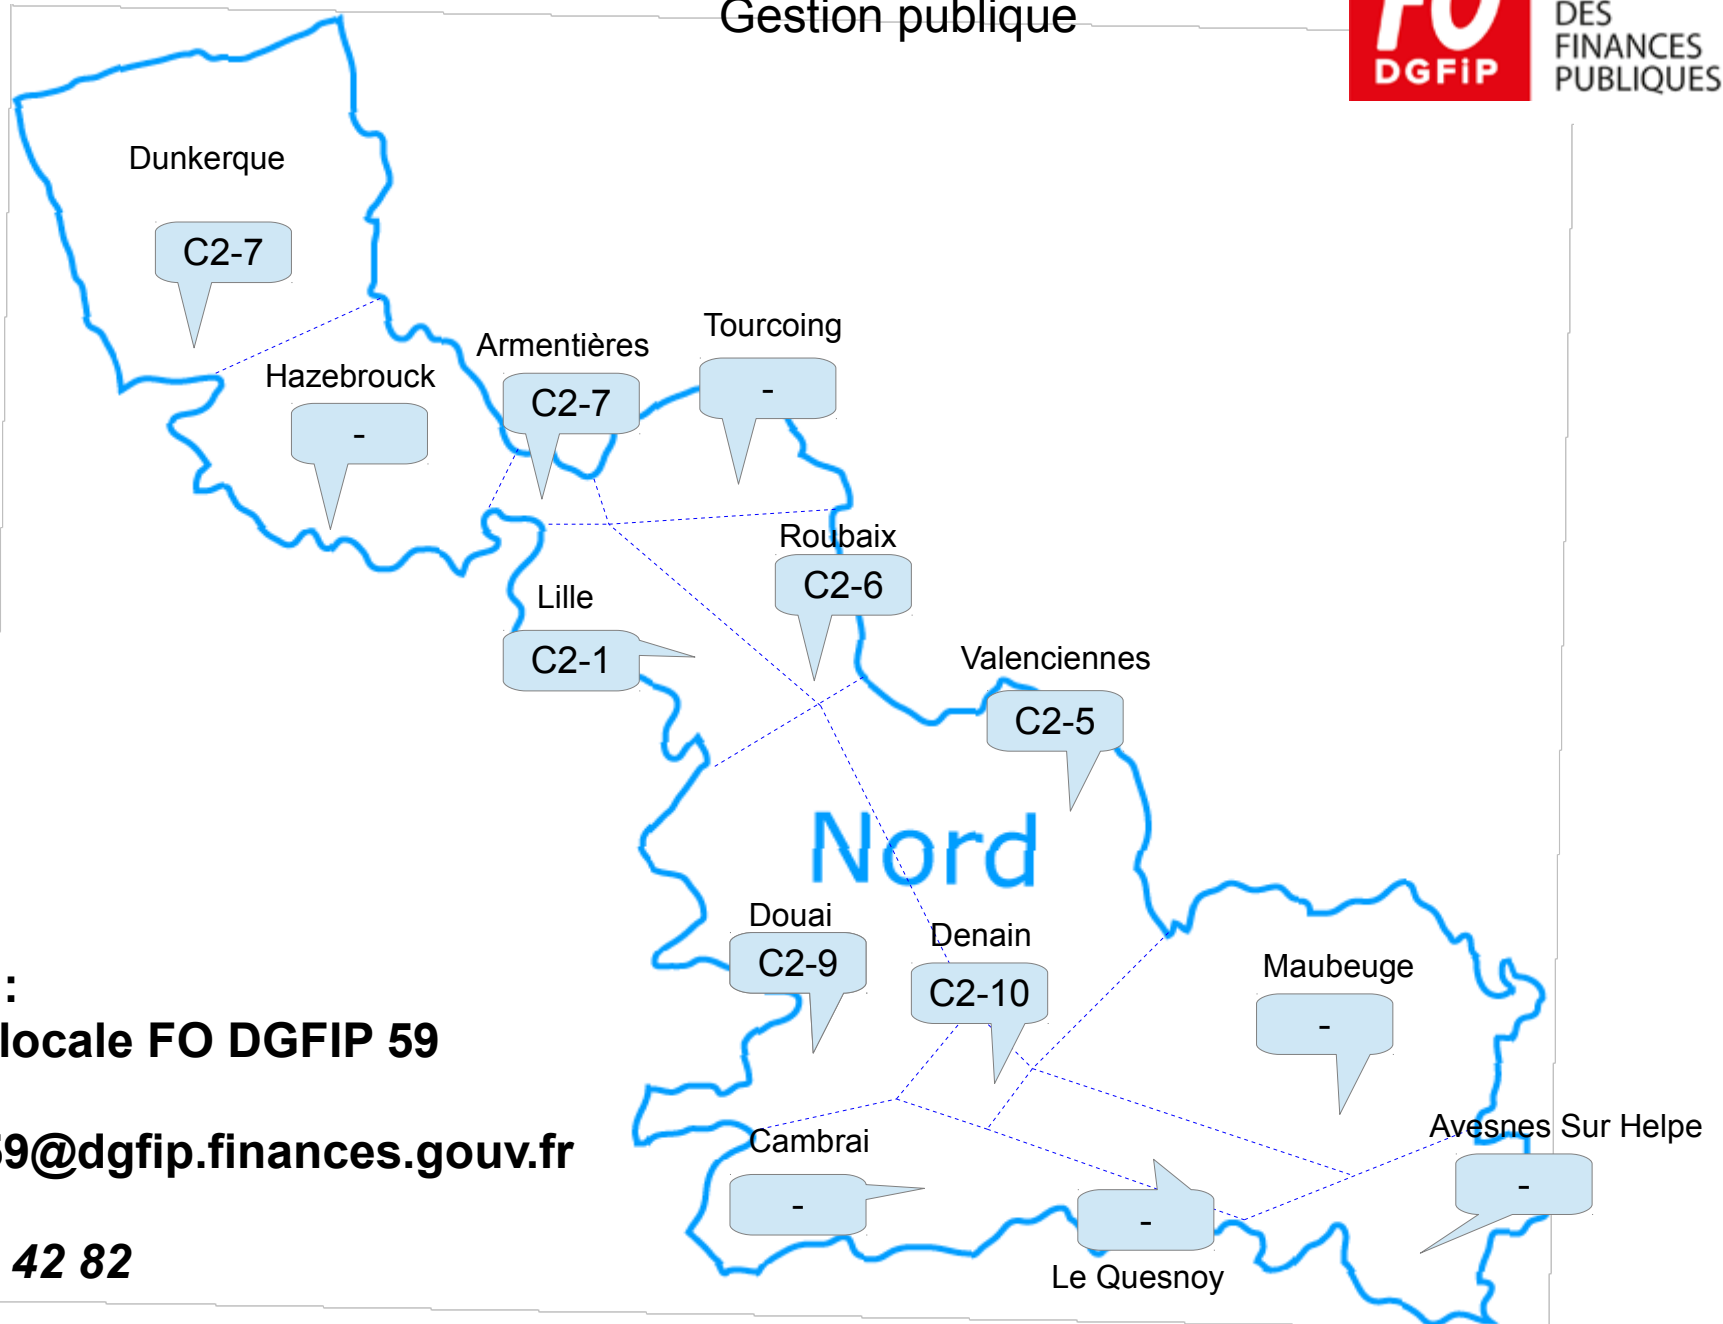 Gestion publique
FO
DGFiP
DES
FINANCES
PUBLIQUES
Dunkerque
C2-7
Hazebrouck
-
Armentières
C2-7
Tourcoing
-
Roubaix
C2-6
Lille
C2-1
Valenciennes
C2-5
Nord
Douai
C2-9
Denain
C2-10
Maubeuge
-
Avesnes Sur Helpe
-
Cambrai
-
-
Le Quesnoy
:
locale FO DGFIP 59
59@dgfip.finances.gouv.fr
42 82